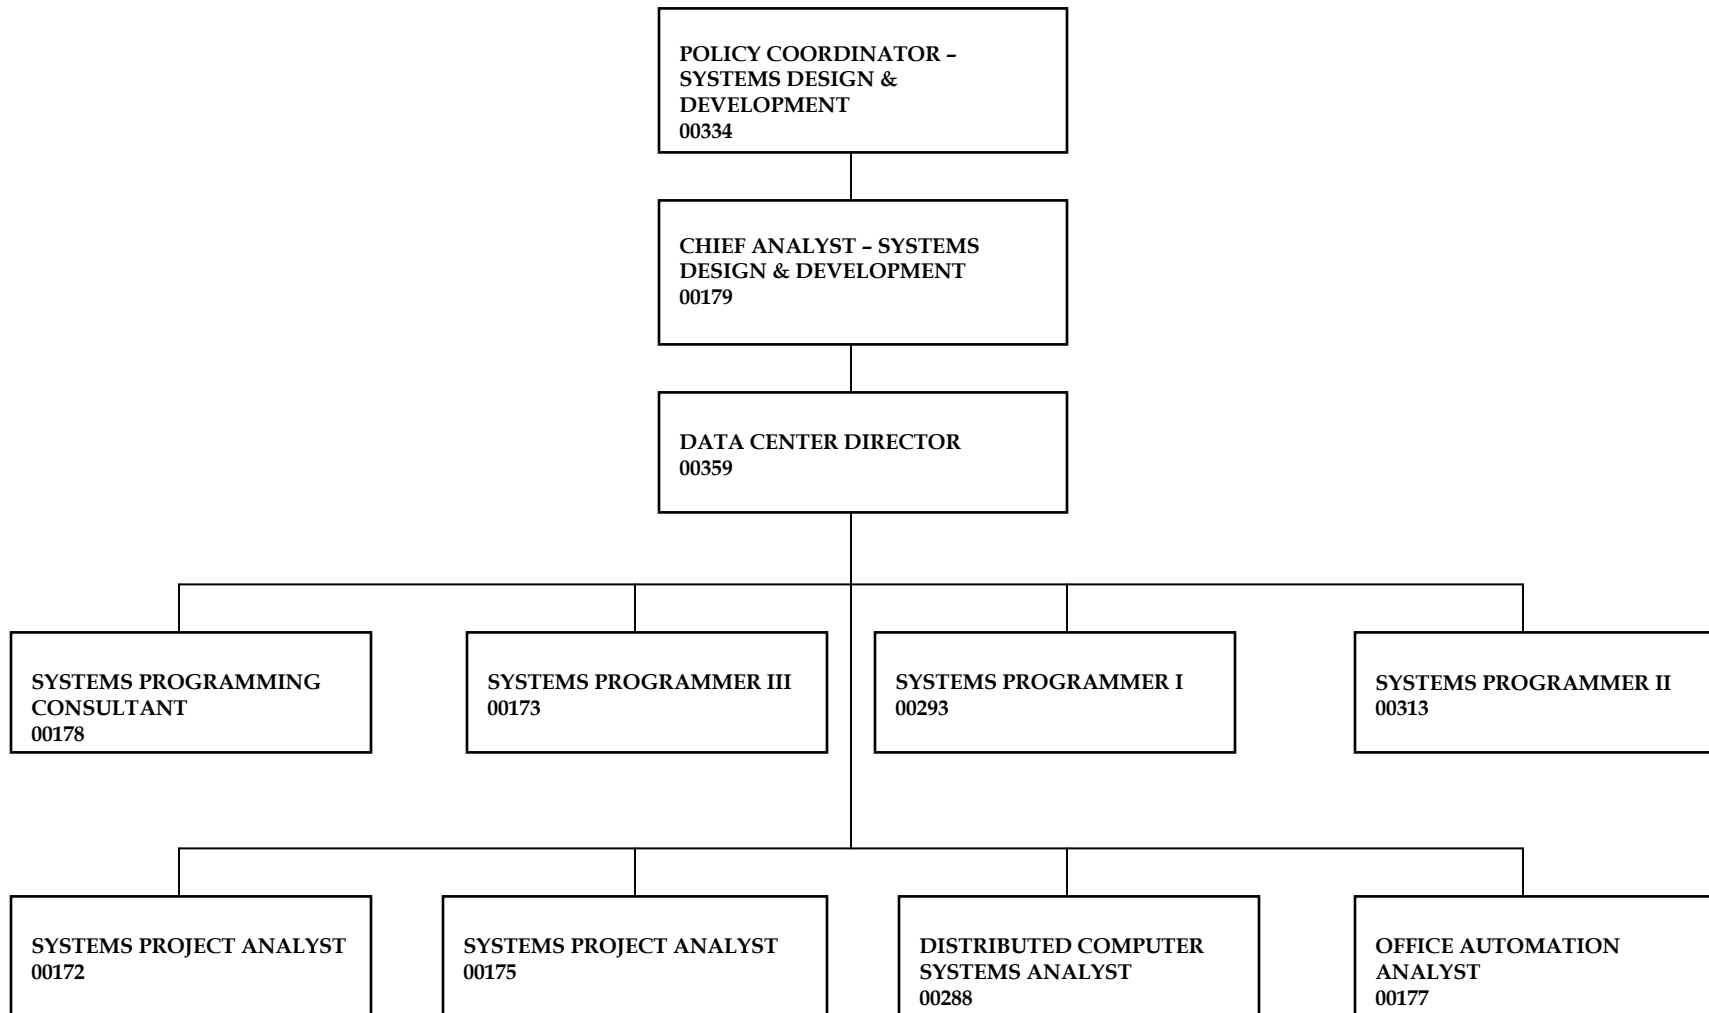 POLICY COORDINATOR –
SYSTEMS DESIGN &
DEVELOPMENT
00334
CHIEF ANALYST – SYSTEMS
DESIGN & DEVELOPMENT
00179
DATA CENTER DIRECTOR
00359
SYSTEMS PROGRAMMING
CONSULTANT
00178
SYSTEMS PROGRAMMER III
00173
SYSTEMS PROGRAMMER I
00293
SYSTEMS PROGRAMMER II
00313
SYSTEMS PROJECT ANALYST
00172
SYSTEMS PROJECT ANALYST
00175
DISTRIBUTED COMPUTER
SYSTEMS ANALYST
00288
OFFICE AUTOMATION
ANALYST
00177